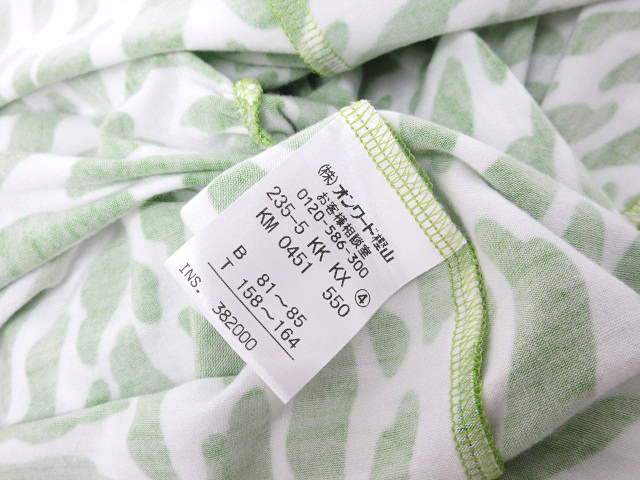 (株)オンワード樫山
お客様相談室
0120-586-300
235-5 KK KX ④
KM 0451 550
B 81～85
T 158～164
INS. 382000